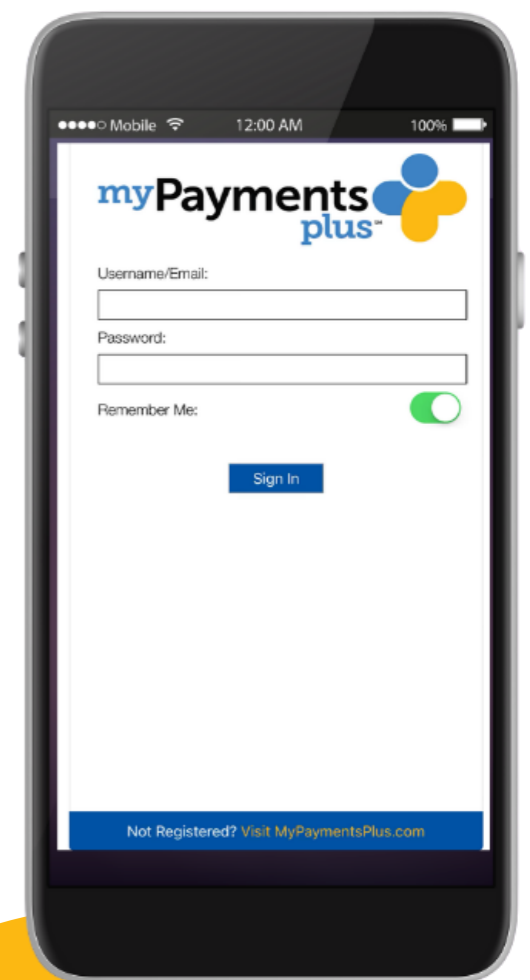 Mobile 12:00 AM 100%
myPayments
plus℠
Username/Email:
Password:
Remember Me:
Sign In
Not Registered? Visit MyPaymentsPlus.com